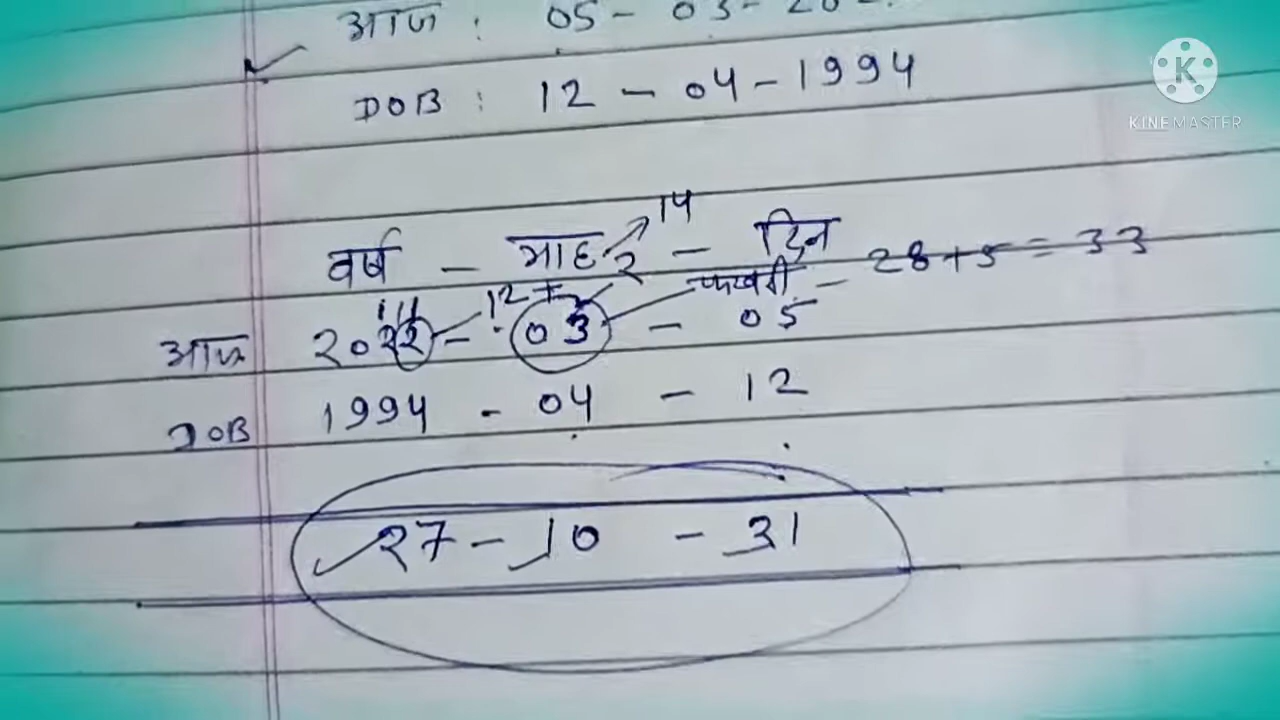 आज : 05 - 03 - 202
DOB : 12 - 04 - 1994
K
KINEMASTER
14
वर्ष - माह 2 - दिन
12 + फरवरी - 28 + 5 = 33
आज 2022 - 03 - 05
DOB 1994 - 04 - 12
27 - 10 - 31